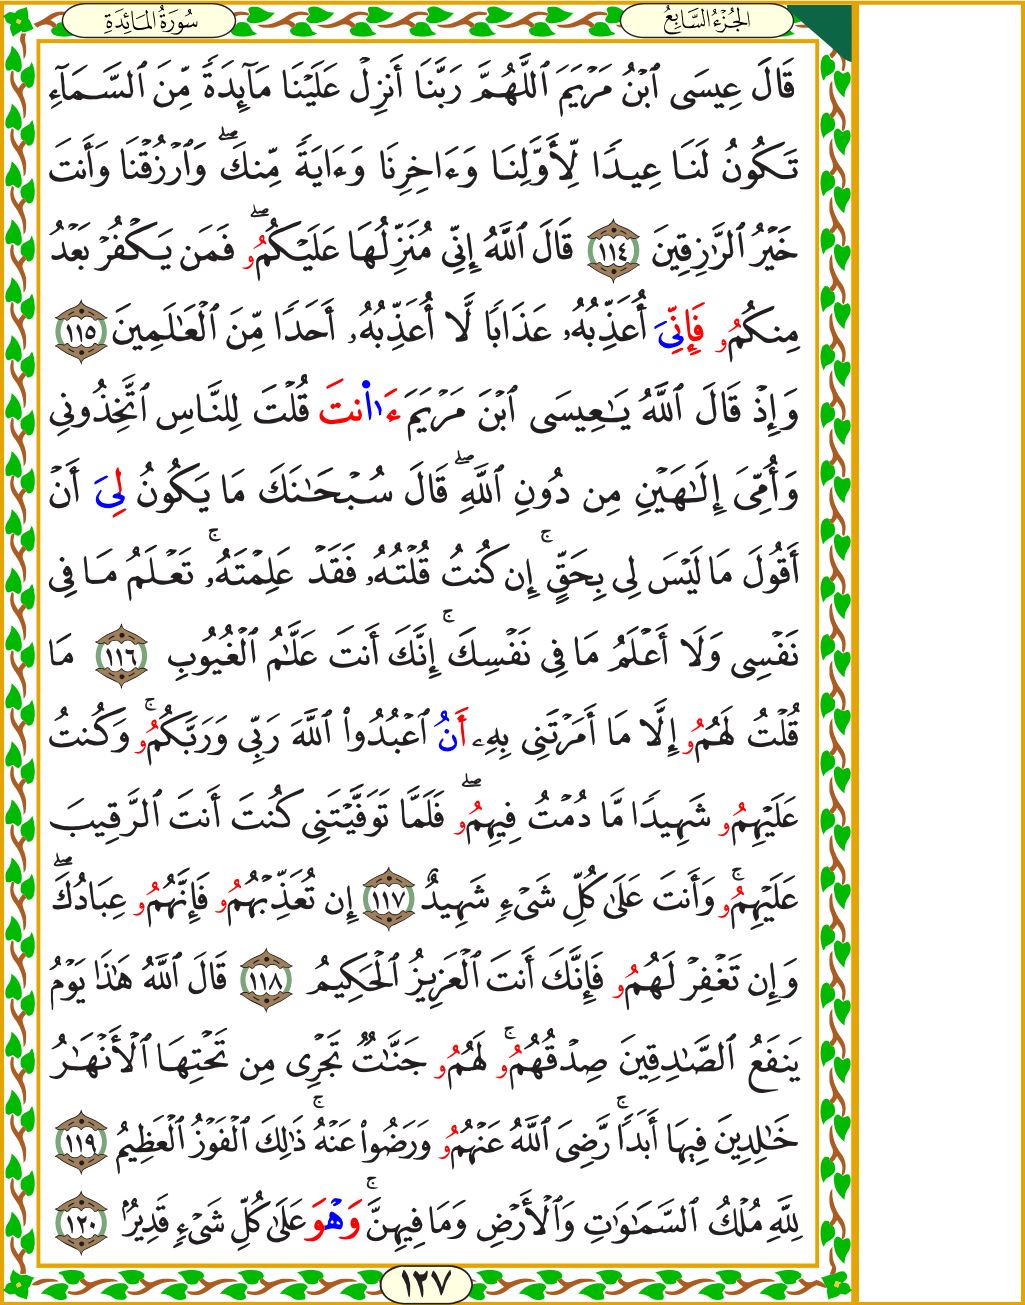 الجُزْءُ السَّابِعُ
سُورَةُ المَائِدَةِ
قَالَ عِيسَى ٱبْنُ مَرْيَمَ ٱللَّهُمَّ رَبَّنَا أَنزِلْ عَلَيْنَا مَآئِدَةً مِّنَ ٱلسَّمَآءِ
تَكُونُ لَنَا عِيدًا لِّأَوَّلِنَا وَءَاخِرِنَا وَءَايَةً مِّنكَۖ وَٱرْزُقْنَا وَأَنتَ
خَيْرُ ٱلرَّٰزِقِينَ ١١٤ قَالَ ٱللَّهُ إِنِّى مُنَزِّلُهَا عَلَيْكُمُۥۖ فَمَن يَكْفُرْ بَعْدُ
مِنكُمُۥ فَإِنِّىَ أُعَذِّبُهُۥ عَذَابًا لَّا أُعَذِّبُهُۥ أَحَدًا مِّنَ ٱلْعَٰلَمِينَ ١١٥
وَإِذْ قَالَ ٱللَّهُ يَٰعِيسَى ٱبْنَ مَرْيَمَ ءَا۬نتَ قُلْتَ لِلنَّاسِ ٱتَّخِذُونِى
وَأُمِّىَ إِلَٰهَيْنِ مِن دُونِ ٱللَّهِۖ قَالَ سُبْحَٰنَكَ مَا يَكُونُ لِىَ أَنْ
أَقُولَ مَا لَيْسَ لِى بِحَقٍّۚ إِن كُنتُ قُلْتُهُۥ فَقَدْ عَلِمْتَهُۥۚ تَعْلَمُ مَا فِى
نَفْسِى وَلَا أَعْلَمُ مَا فِى نَفْسِكَۚ إِنَّكَ أَنتَ عَلَّٰمُ ٱلْغُيُوبِ ١١٦ مَا
قُلْتُ لَهُمُۥ إِلَّا مَا أَمَرْتَنِى بِهِۦ أَنُ ٱعْبُدُوا۟ ٱللَّهَ رَبِّى وَرَبَّكُمُۥۚ وَكُنتُ
عَلَيْهِمُۥ شَهِيدًا مَّا دُمْتُ فِيهِمُۥۖ فَلَمَّا تَوَفَّيْتَنِى كُنتَ أَنتَ ٱلرَّقِيبَ
عَلَيْهِمُۥۚ وَأَنتَ عَلَىٰ كُلِّ شَىْءٍ شَهِيدٌ ١١٧ إِن تُعَذِّبْهُمُۥ فَإِنَّهُمُۥ عِبَادُكَۖ
وَإِن تَغْفِرْ لَهُمُۥ فَإِنَّكَ أَنتَ ٱلْعَزِيزُ ٱلْحَكِيمُ ١١٨ قَالَ ٱللَّهُ هَٰذَا يَوْمُ
يَنفَعُ ٱلصَّٰدِقِينَ صِدْقُهُمُۥۚ لَهُمُۥ جَنَّٰتٌ تَجْرِى مِن تَحْتِهَا ٱلْأَنْهَٰرُ
خَٰلِدِينَ فِيهَا أَبَدًاۚ رَّضِىَ ٱللَّهُ عَنْهُمُۥ وَرَضُوا۟ عَنْهُۚ ذَٰلِكَ ٱلْفَوْزُ ٱلْعَظِيمُ ١١٩
لِلَّهِ مُلْكُ ٱلسَّمَٰوَٰتِ وَٱلْأَرْضِ وَمَا فِيهِنَّۚ وَهْوَ عَلَىٰ كُلِّ شَىْءٍ قَدِيرٌۢ ١٢٠
١٢٧